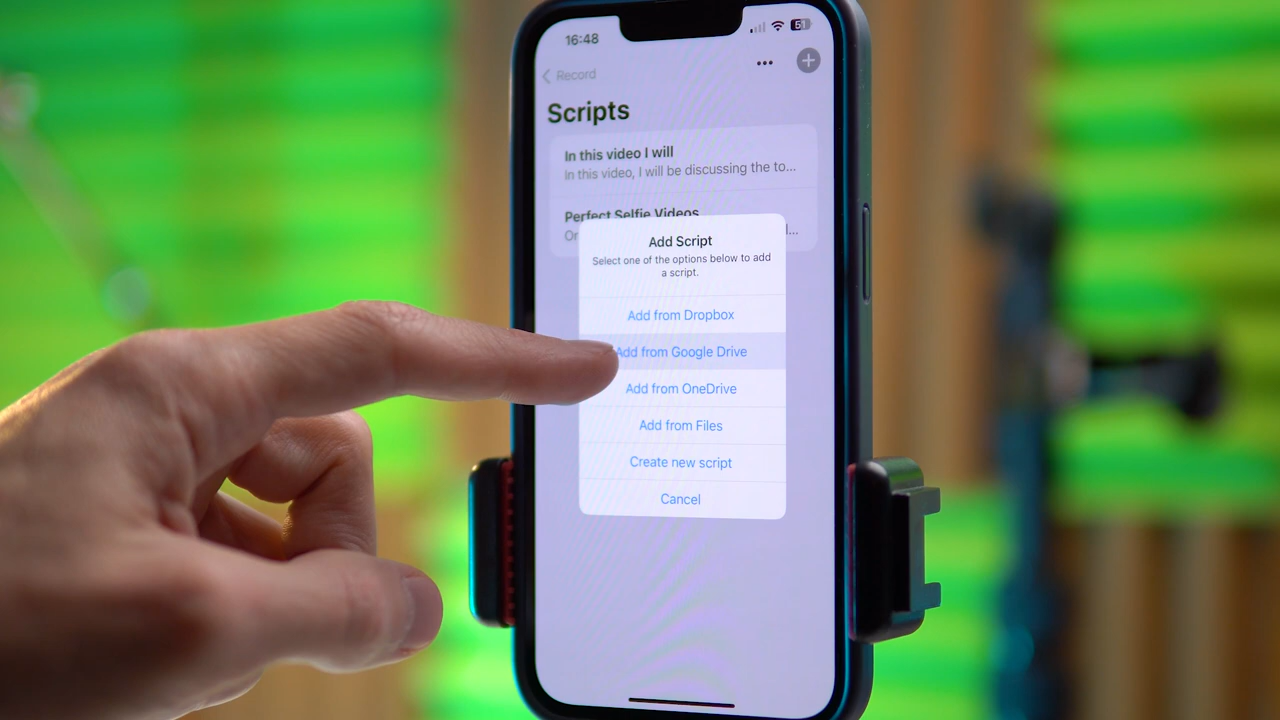 16:48
51
Record
Scripts
In this video I will
In this video, I will be discussing the to...
Perfect Selfie Videos
Or
Add Script
Select one of the options below to add
a script.
Add from Dropbox
Add from Google Drive
Add from OneDrive
Add from Files
Create new script
Cancel